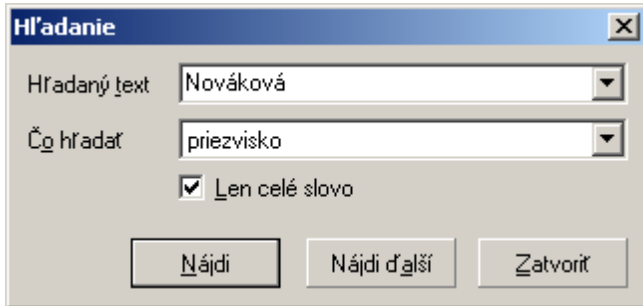 Hľadanie
Hľadaný text Nováková
Čo hľadať priezvisko
Len celé slovo
Nájdi Nájdi ďalší Zatvoriť